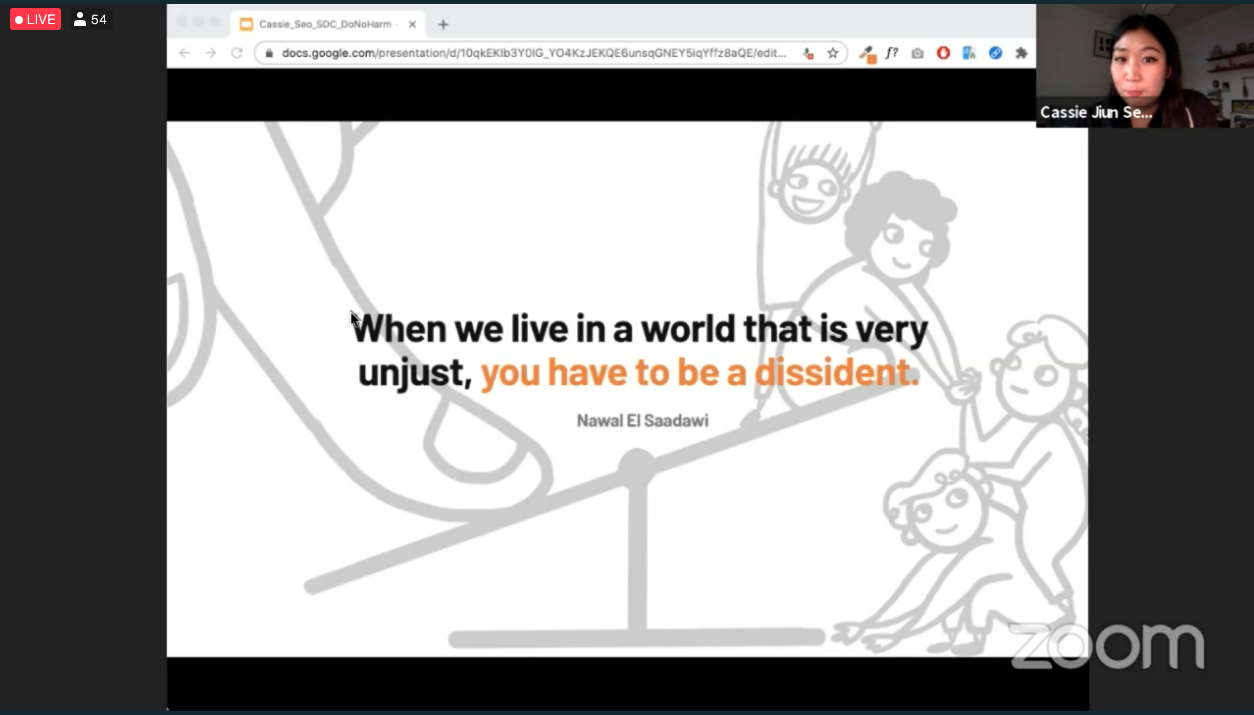 LIVE 54
Cassie_Seo_SDC_DoNoHarm
docs.google.com/presentation/d/10qkEKIb3Y0IG_YO4KzJEKQE6unsqGNEY5iqYffz8aQE/edit...
f?
Cassie Jiun Se...
When we live in a world that is very
unjust, you have to be a dissident.
Nawal El Saadawi
zoom